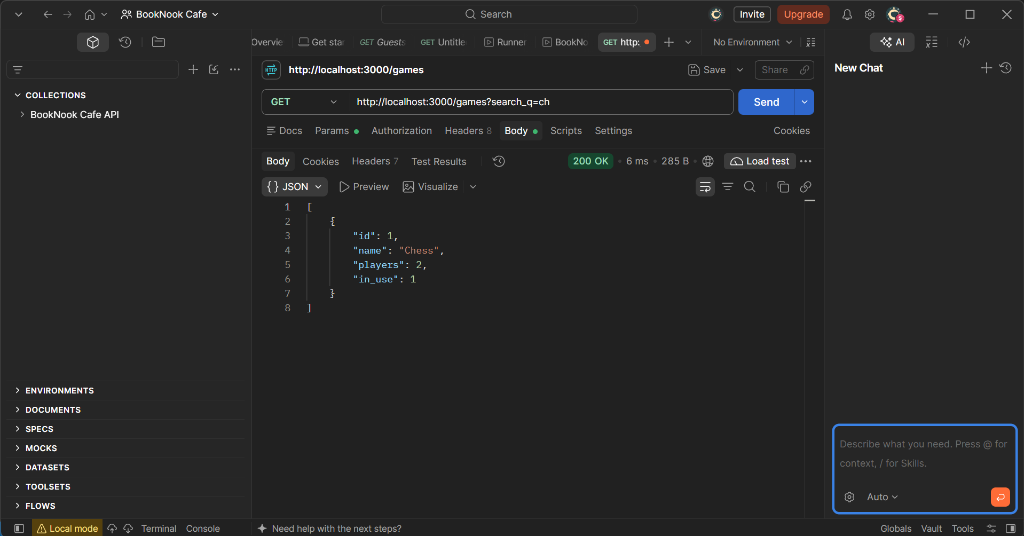 BookNook Cafe
Search
Invite
Upgrade
Overvie
Get sta
GET Guests
GET Untitle
Runner
BookNo
GET http:
No Environment
AI
HTTP
http://localhost:3000/games
Save
Share
New Chat
COLLECTIONS
BookNook Cafe API
GET
http://localhost:3000/games?search_q=ch
Send
Docs
Params
Authorization
Headers 8
Body
Scripts
Settings
Cookies
Body
Cookies
Headers 7
Test Results
200 OK
6 ms
285 B
Load test
{} JSON
Preview
Visualize
1 [
2 {
3 "id": 1,
4 "name": "Chess",
5 "players": 2,
6 "in_use": 1
7 }
8 ]
ENVIRONMENTS
DOCUMENTS
SPECS
MOCKS
DATASETS
TOOLSETS
FLOWS
Describe what you need. Press @ for
context, / for Skills.
Auto
Local mode
Terminal
Console
Need help with the next steps?
Globals
Vault
Tools